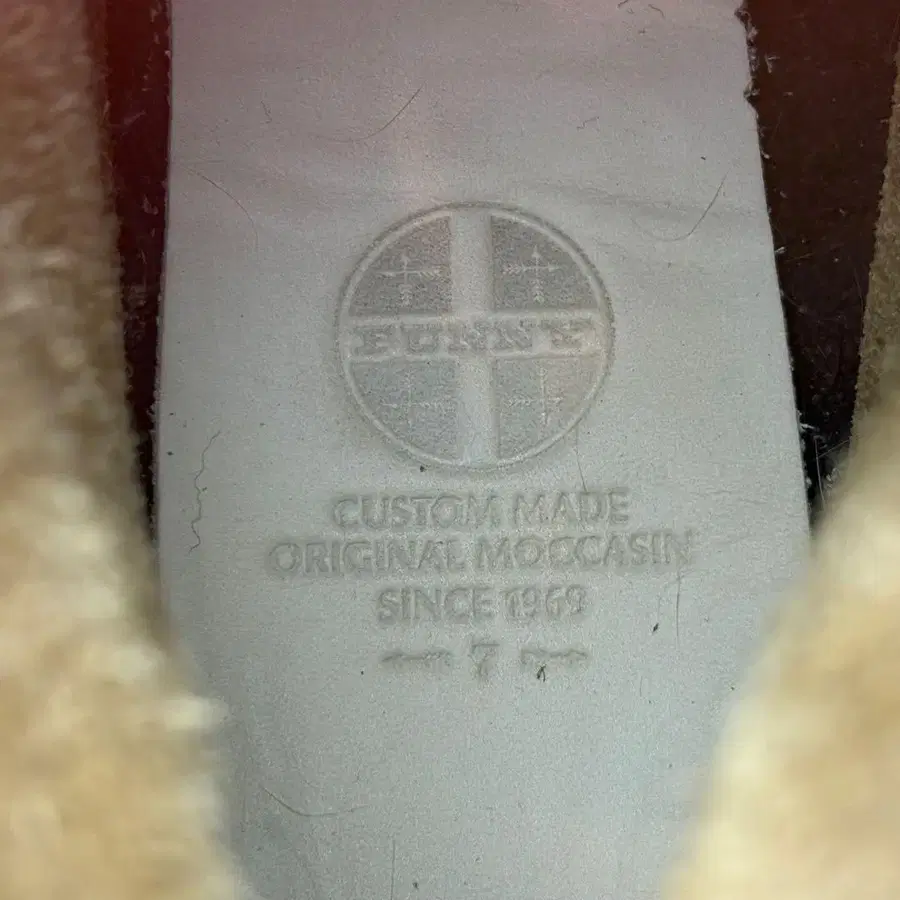 FUNNY
CUSTOM MADE
ORIGINAL MOCCASIN
SINCE 1969
7